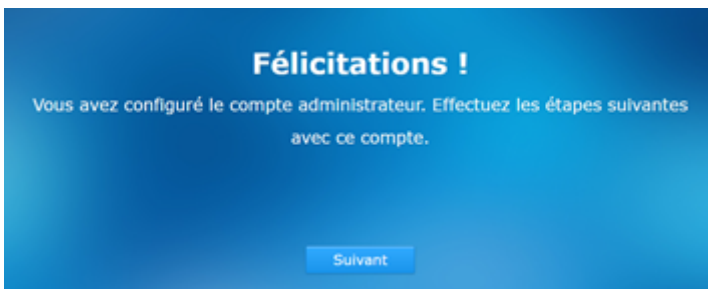 Félicitations !
Vous avez configuré le compte administrateur. Effectuez les étapes suivantes
avec ce compte.
Suivant